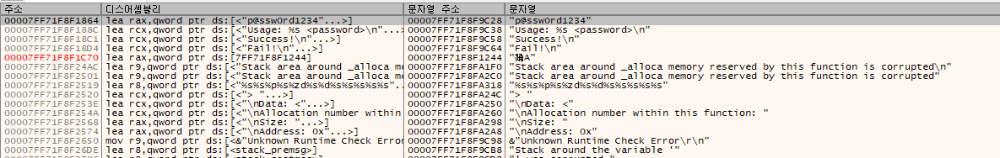 주소 디스어셈블리 문자열 주소 문자열
00007FF71F8F1864 lea rax,qword ptr ds:[<"p@ssw0rd1234"...>] 00007FF71F8F9C28 "p@ssw0rd1234"
00007FF71F8F188C lea rcx,qword ptr ds:[<"Usage: %s <password>\n"... 00007FF71F8F9C38 "Usage: %s <password>\n"
00007FF71F8F18C1 lea rcx,qword ptr ds:[<"Success!\n"...>] 00007FF71F8F9C58 "Success!\n"
00007FF71F8F18D4 lea rcx,qword ptr ds:[<"Fail!\n"...>] 00007FF71F8F9C64 "Fail!\n"
00007FF71F8F1C70 lea rax,qword ptr ds:[7FF71F8F1244] 00007FF71F8F1244
00007FF71F8F24AC lea r9,qword ptr ds:[<"Stack area around _alloca me 00007FF71F8FA1F0 "Stack area around _alloca memory reserved by this function is corrupted\n"
00007FF71F8F2501 lea r9,qword ptr ds:[<"Stack area around _alloca me 00007FF71F8FA2C0 "Stack area around _alloca memory reserved by this function is corrupted"
00007FF71F8F2519 lea r8,qword ptr ds:[<"%s%s%p%s%zd%s%d%s%s%s%s%s".. 00007FF71F8FA318 "%s%s%p%s%zd%s%d%s%s%s%s%s"
00007FF71F8F2520 lea rcx,qword ptr ds:[<"> "...>] 00007FF71F8FA24C "> "
00007FF71F8F253E lea rcx,qword ptr ds:[<"\nData: <"...>] 00007FF71F8FA250 "\nData: <"
00007FF71F8F254A lea rcx,qword ptr ds:[<"\nAllocation number within 00007FF71F8FA260 "\nAllocation number within this function: "
00007FF71F8F2568 lea rax,qword ptr ds:[<"\nSize: "...>] 00007FF71F8FA298 "\nSize: "
00007FF71F8F2574 lea rax,qword ptr ds:[<"\nAddress: 0x"...>] 00007FF71F8FA2A8 "\nAddress: 0x"
00007FF71F8F2650 mov r9,qword ptr ds:[<&"Unknown Runtime Check Error 00007FF71F8F9C98 &"Unknown Runtime Check Error\r\n"
00007FF71F8F26DE lea r8,qword ptr ds:[<stack_premsg>] 00007FF71F8F9CB8 "Stack around the variable '"